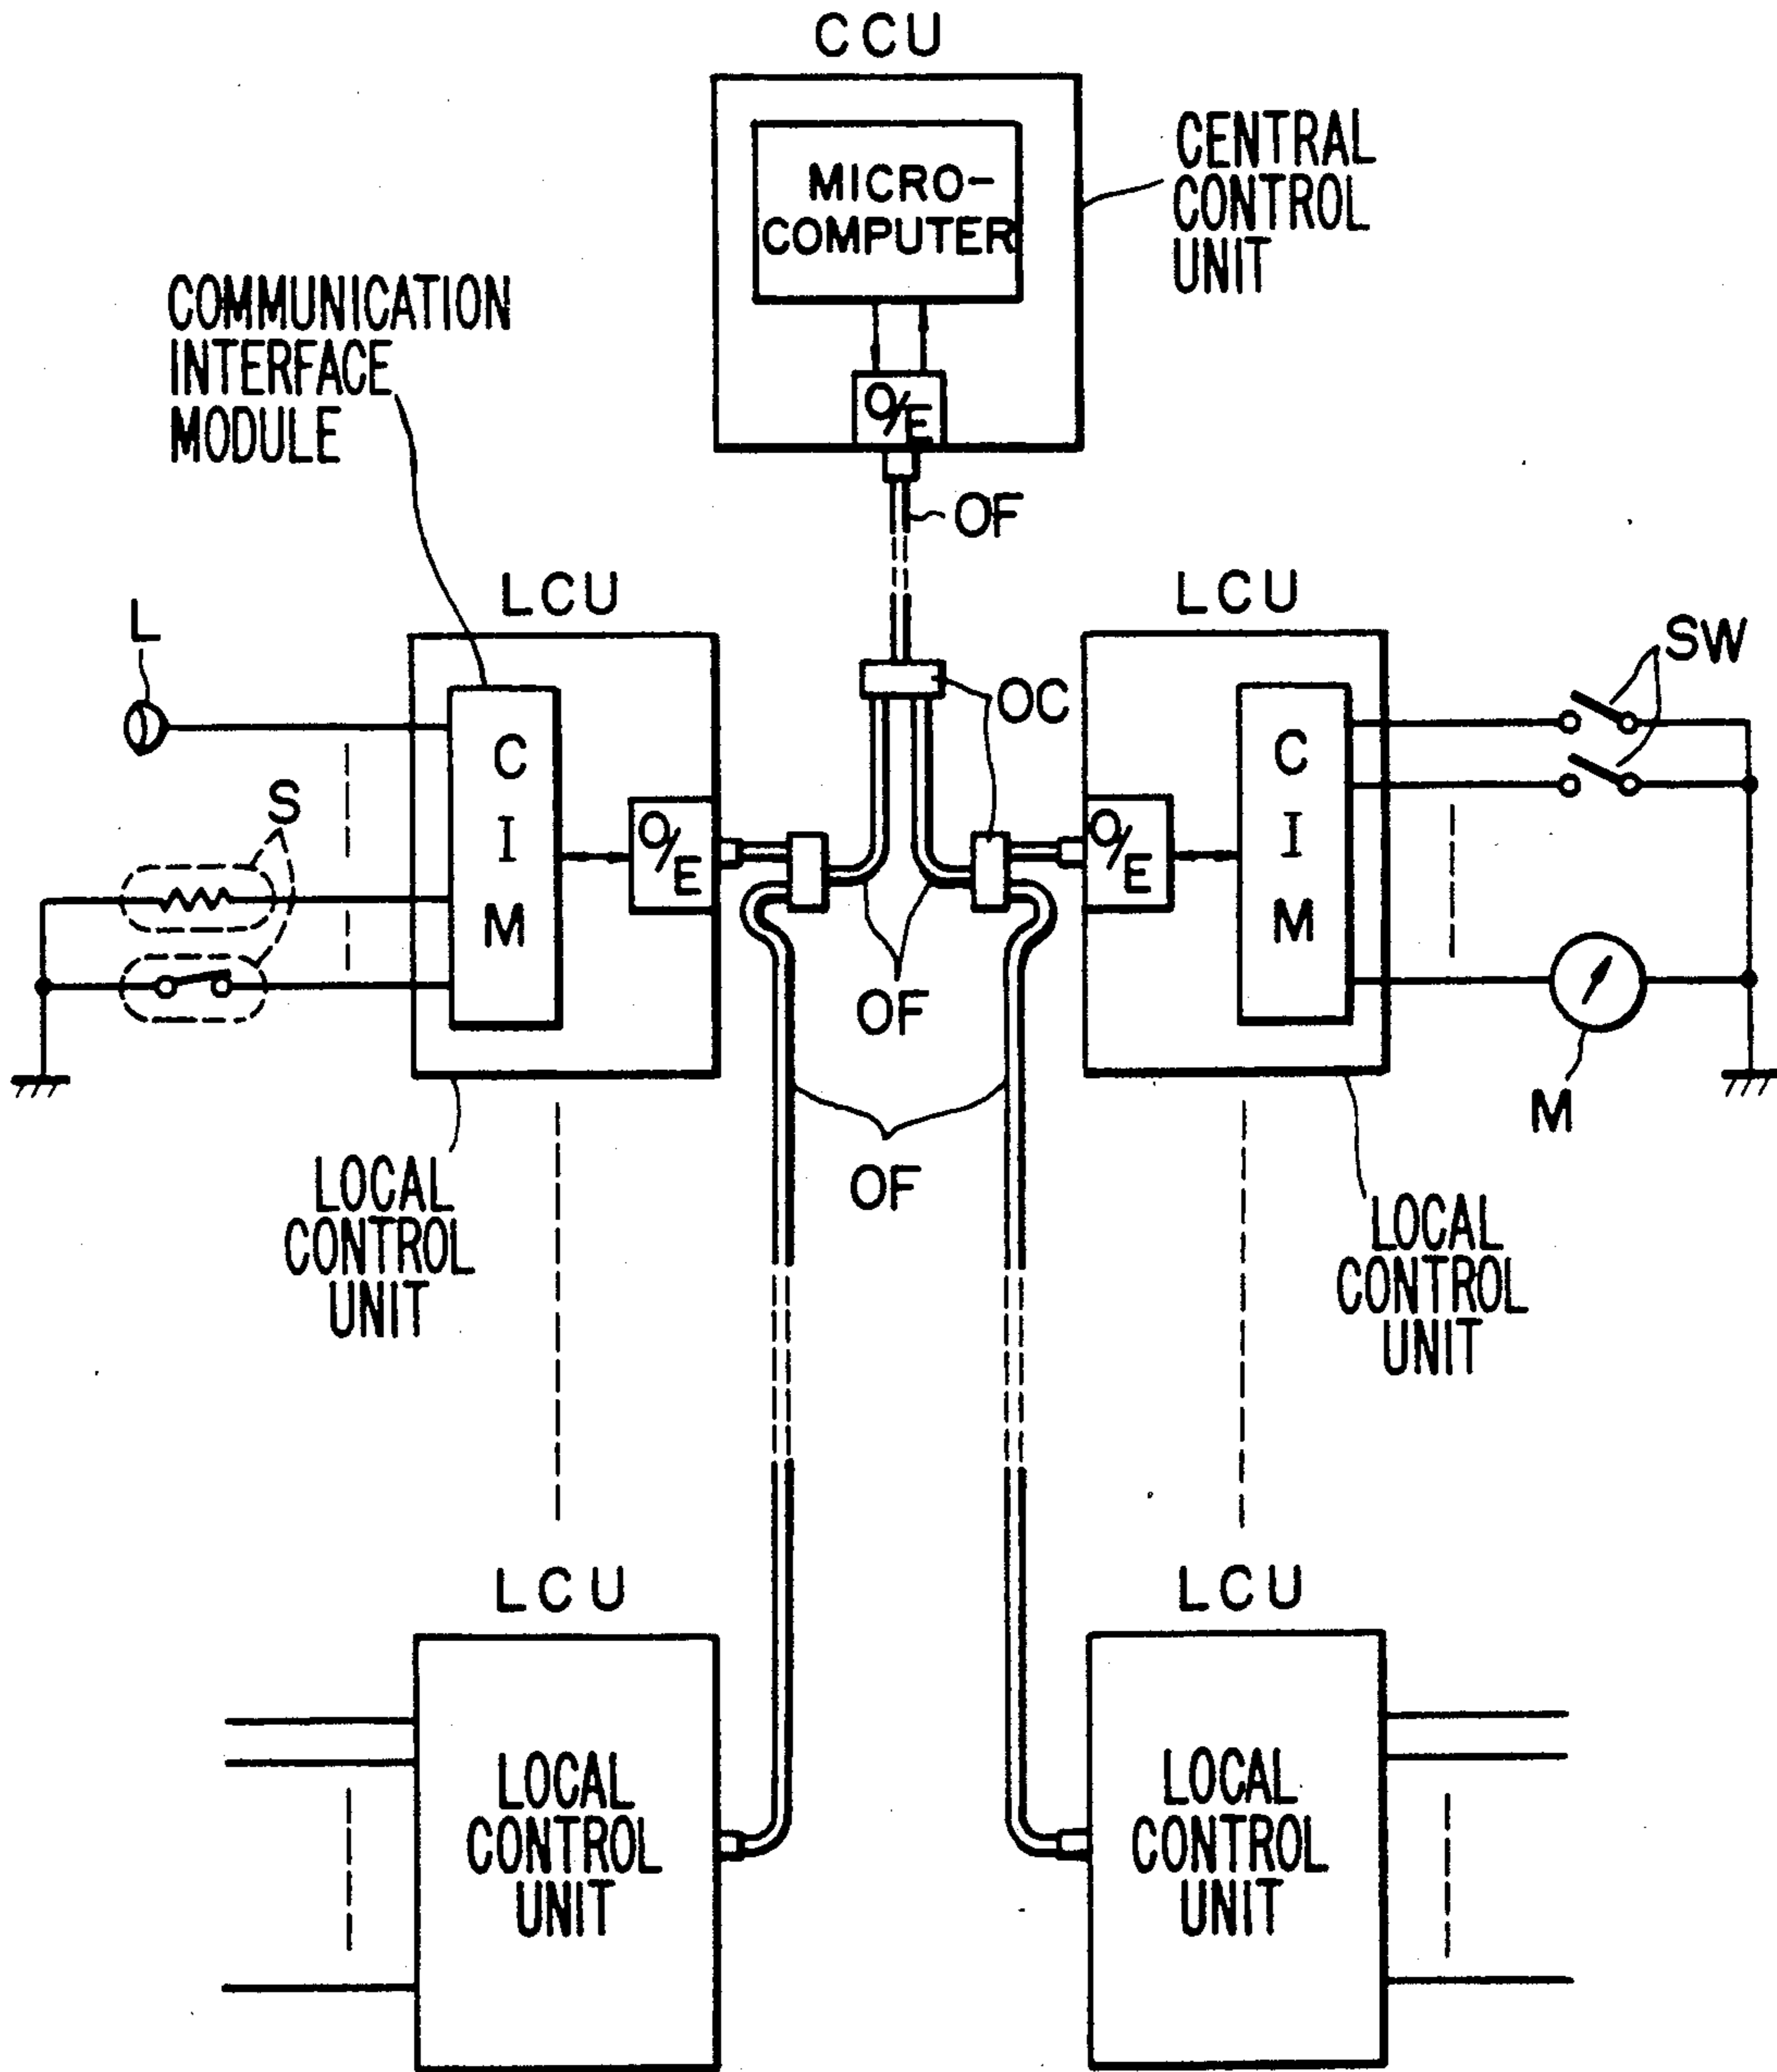 CCU
MICRO-
COMPUTER
CENTRAL
CONTROL
UNIT
O/E
OF
COMMUNICATION
INTERFACE
MODULE
LCU
LCU
L
SW
OC
C
I
M
O/E
O/E
C
I
M
S
OF
M
OF
LOCAL
CONTROL
UNIT
LOCAL
CONTROL
UNIT
LCU
LCU
LOCAL
CONTROL
UNIT
LOCAL
CONTROL
UNIT